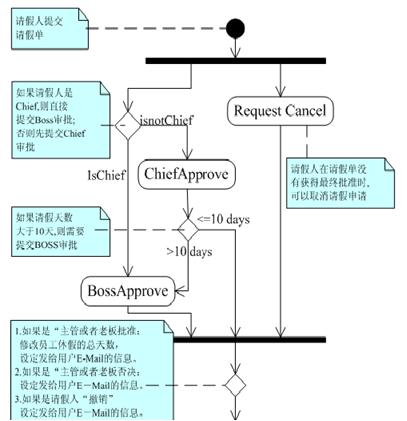 请假人提交
请假单
如果请假人是
Chief,则直接
提交Boss审批;
否则先提交Chief
审批
isnotChief
Request Cancel
IsChief
ChiefApprove
请假人在请假单没
有获得最终批准时,
可以取消请假申请
如果请假天数
大于10天,则需要
提交BOSS审批
<=10 days
>10 days
BossApprove
1.如果是“主管或者老板批准:
修改员工休假的总天数,
设定发给用户E-Mail的信息。
2.如果是“主管或者老板否决:
设定发给用户E-Mail的信息。
3.如果是请假人“撤销”
设定发给用户E-Mail的信息。